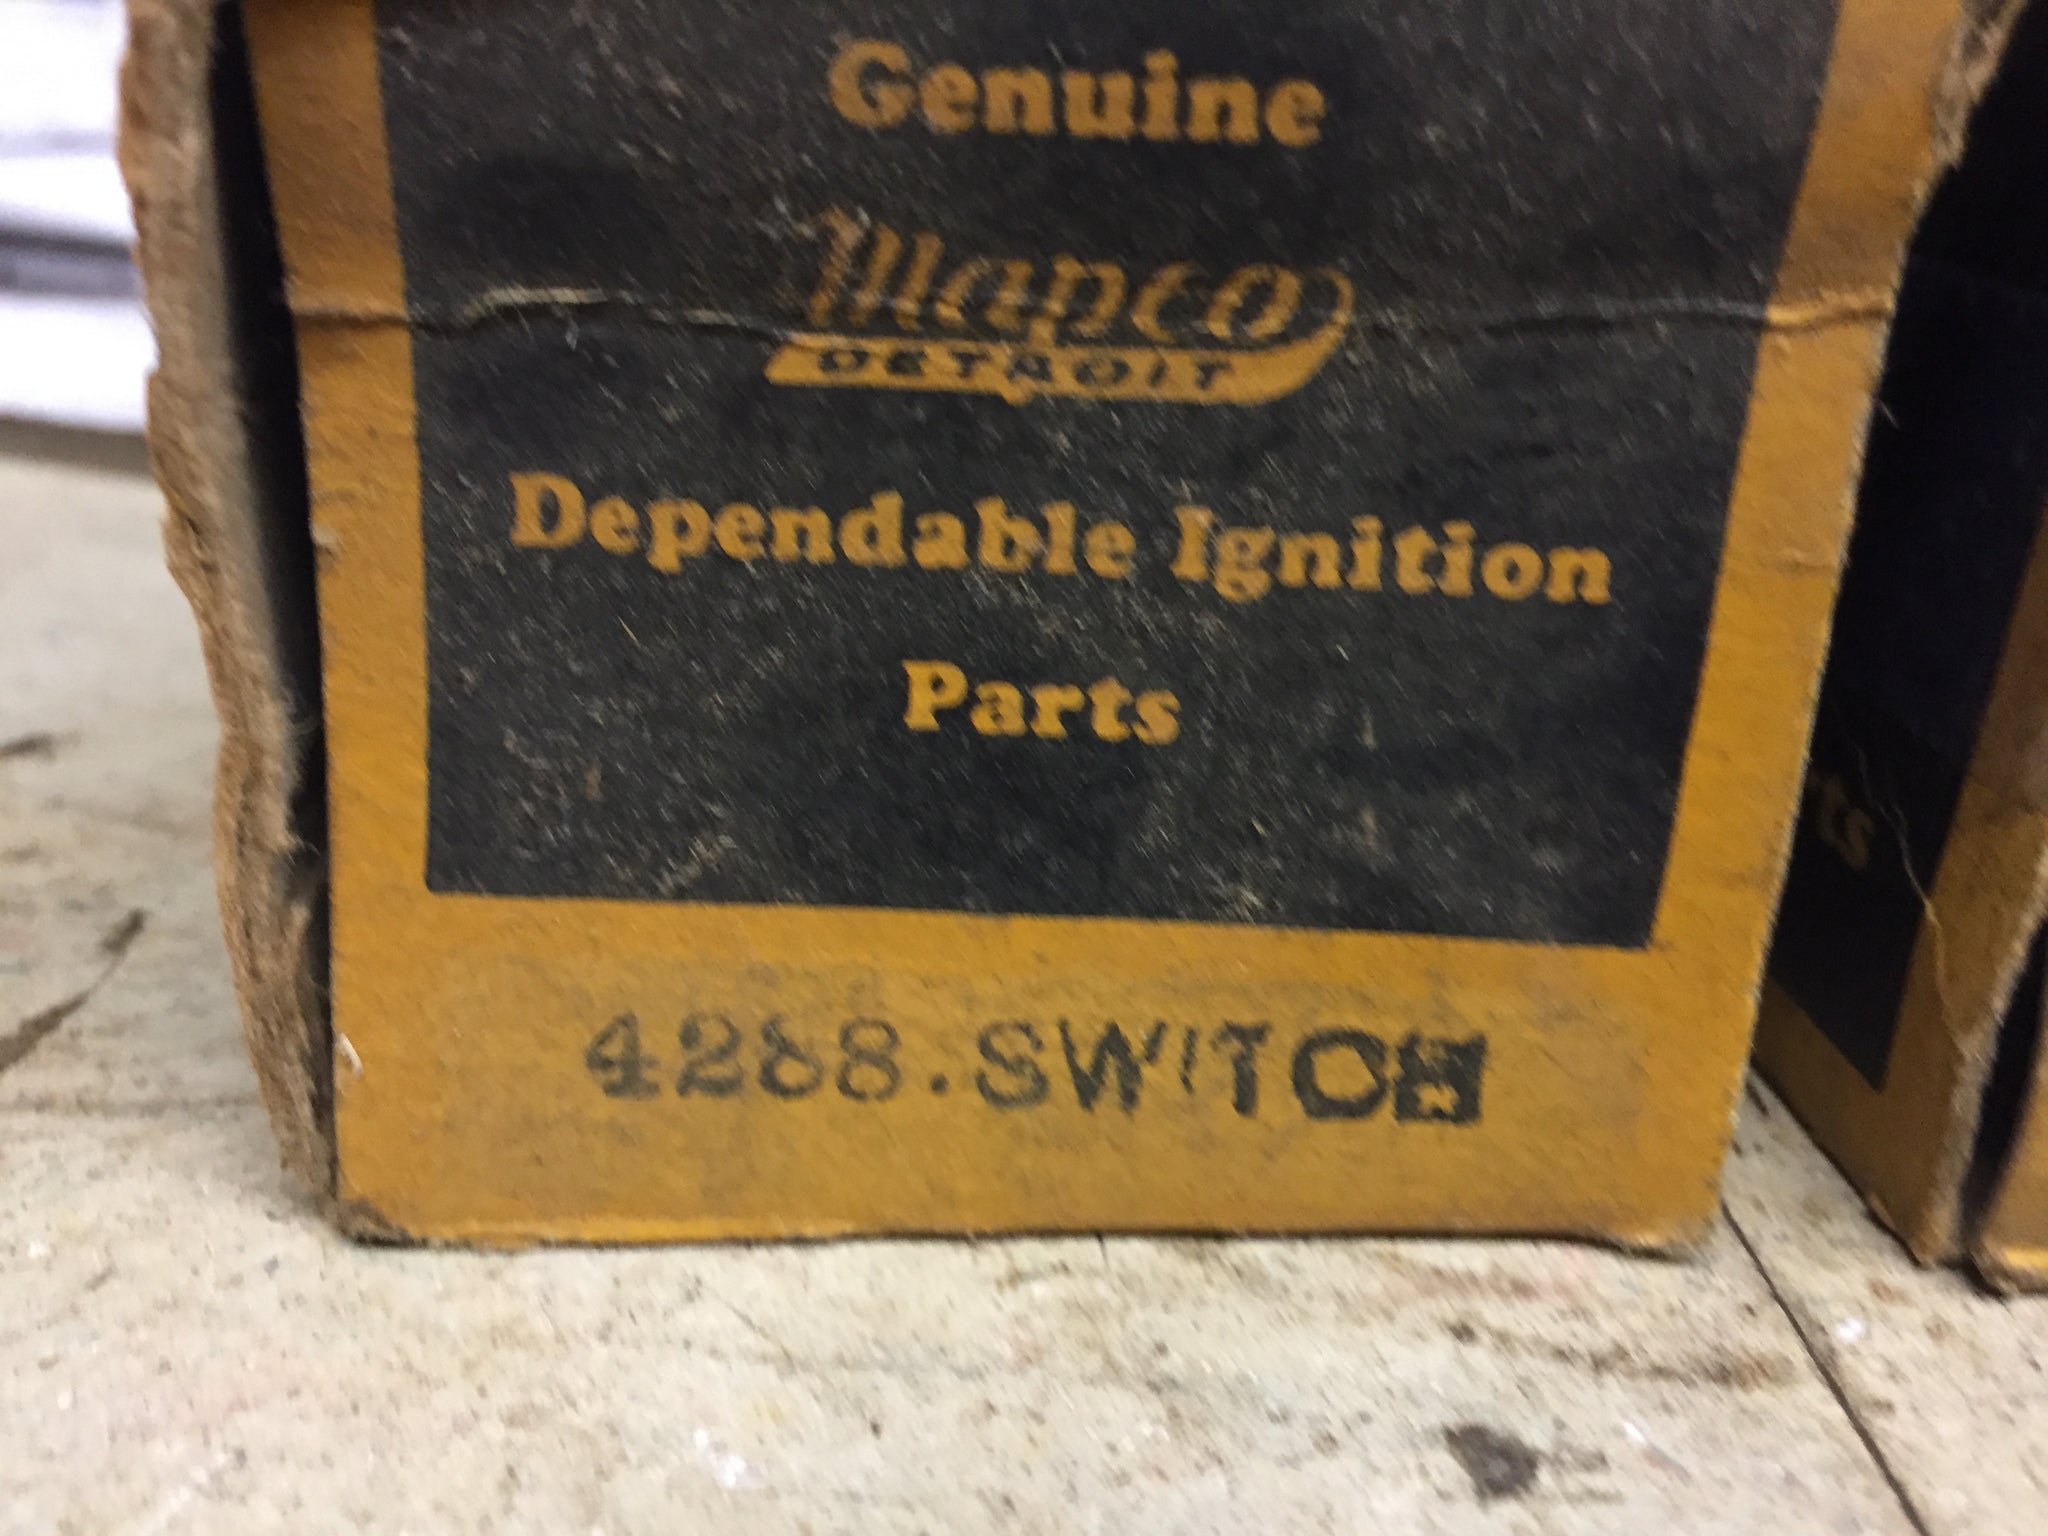 Genuine
Mapco
DETROIT
Dependable Ignition
Parts
4288.SWITCH